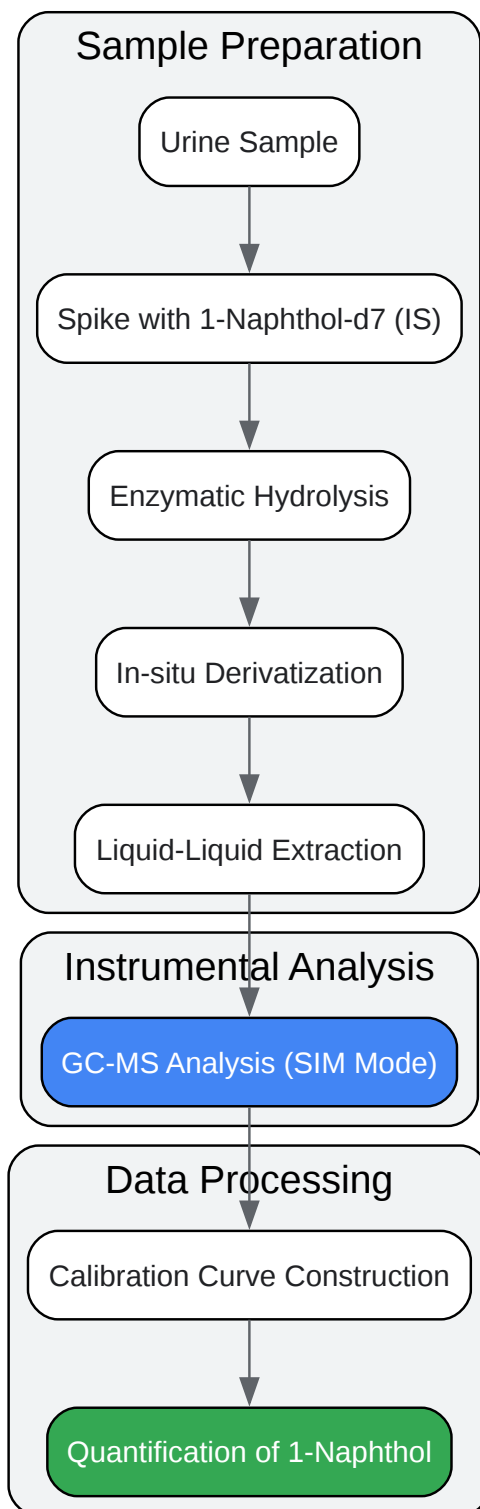 Sample Preparation
Urine Sample
Spike with 1-Naphthol-d7 (IS)
Enzymatic Hydrolysis
In-situ Derivatization
Liquid-Liquid Extraction
Instrumental Analysis
GC-MS Analysis (SIM Mode)
Data Processing
Calibration Curve Construction
Quantification of 1-Naphthol